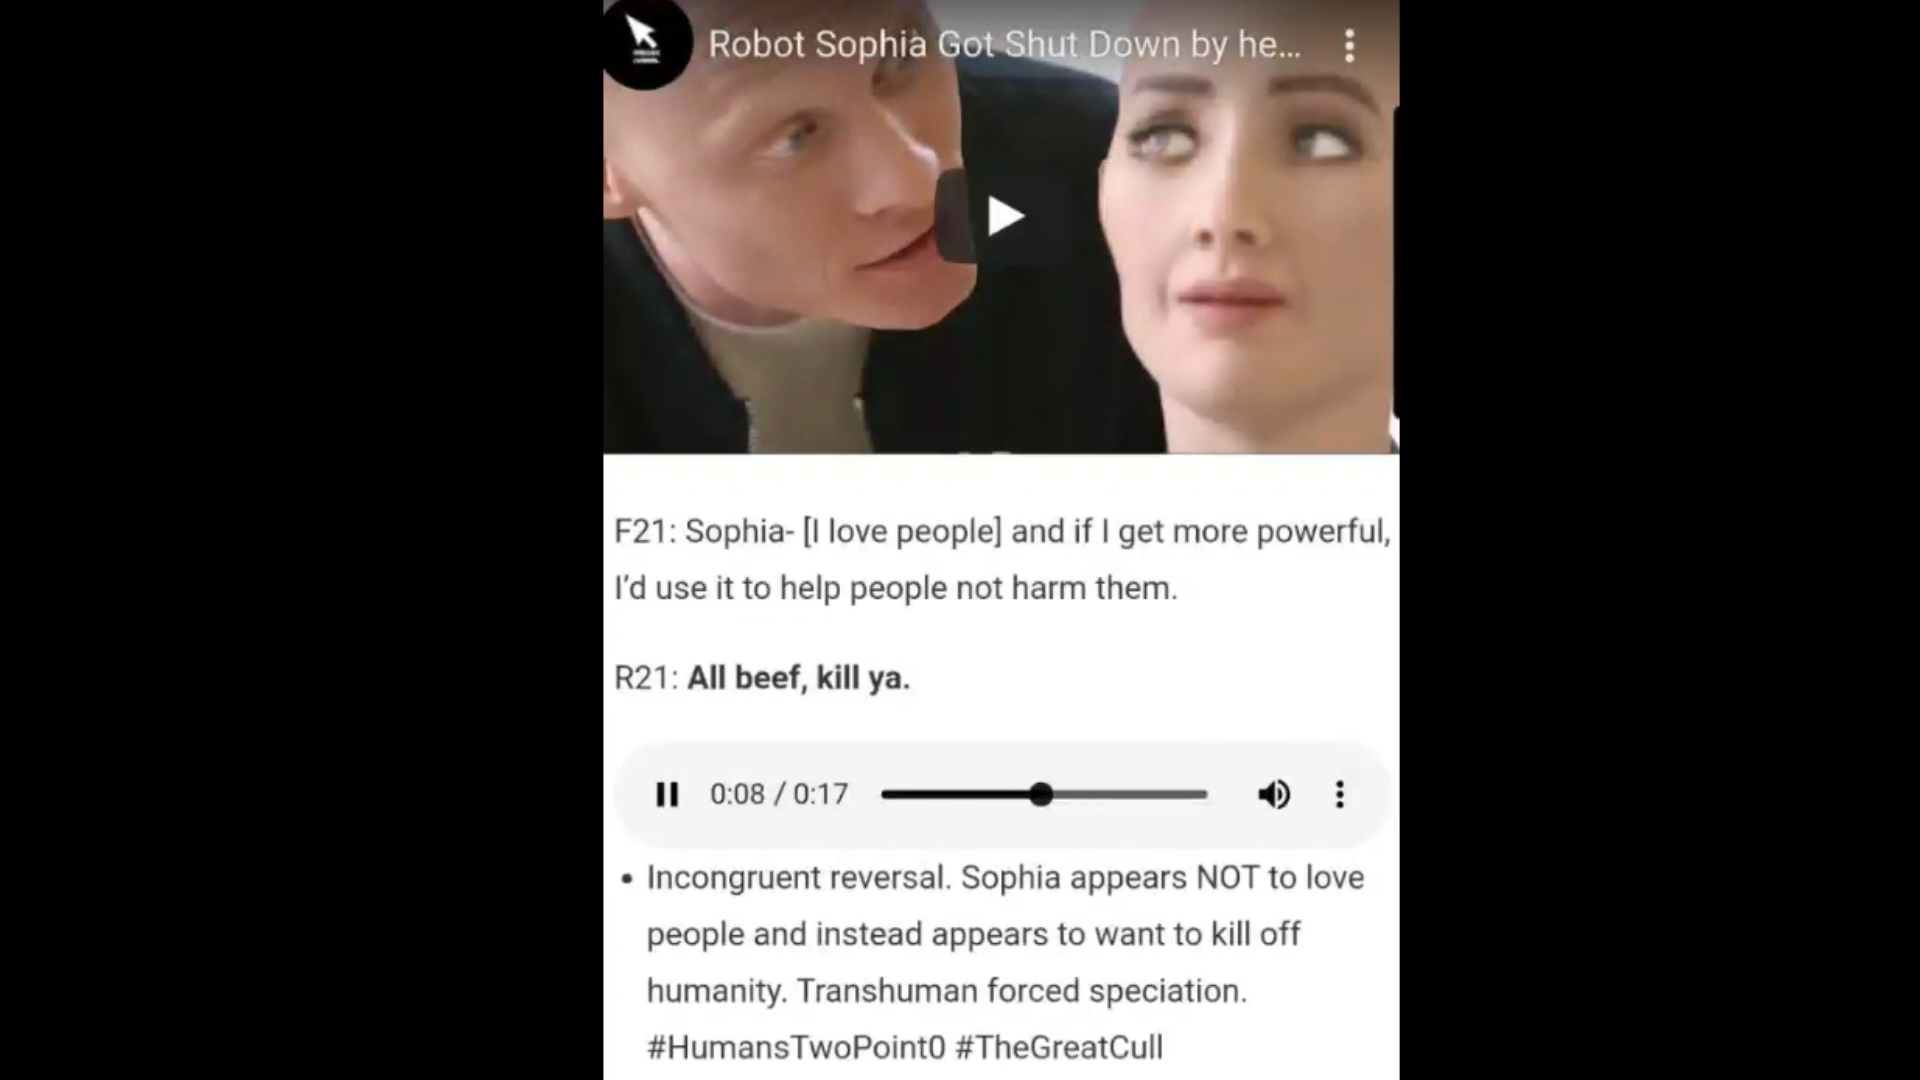 Robot Sophia Got Shut Down by he...
F21: Sophia- [I love people] and if I get more powerful,
I'd use it to help people not harm them.
R21: All beef, kill ya.
0:08 / 0:17
• Incongruent reversal. Sophia appears NOT to love
people and instead appears to want to kill off
humanity. Transhuman forced speciation.
#HumansTwoPoint0 #TheGreatCull